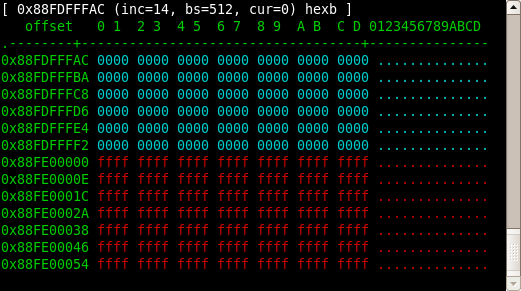 [ 0x88FDFFFAC (inc=14, bs=512, cur=0) hexb ]
   offset    0 1  2 3  4 5  6 7  8 9  A B  C D 0123456789ABCD
.--------+-----------------------------------+---------------
0x88FDFFFAC 0000 0000 0000 0000 0000 0000 0000 ..............
0x88FDFFFBA 0000 0000 0000 0000 0000 0000 0000 ..............
0x88FDFFFC8 0000 0000 0000 0000 0000 0000 0000 ..............
0x88FDFFFD6 0000 0000 0000 0000 0000 0000 0000 ..............
0x88FDFFFE4 0000 0000 0000 0000 0000 0000 0000 ..............
0x88FDFFFF2 0000 0000 0000 0000 0000 0000 0000 ..............
0x88FE00000 ffff ffff ffff ffff ffff ffff ffff ..............
0x88FE0000E ffff ffff ffff ffff ffff ffff ffff ..............
0x88FE0001C ffff ffff ffff ffff ffff ffff ffff ..............
0x88FE0002A ffff ffff ffff ffff ffff ffff ffff ..............
0x88FE00038 ffff ffff ffff ffff ffff ffff ffff ..............
0x88FE00046 ffff ffff ffff ffff ffff ffff ffff ..............
0x88FE00054 ffff ffff ffff ffff ffff ffff ffff ..............